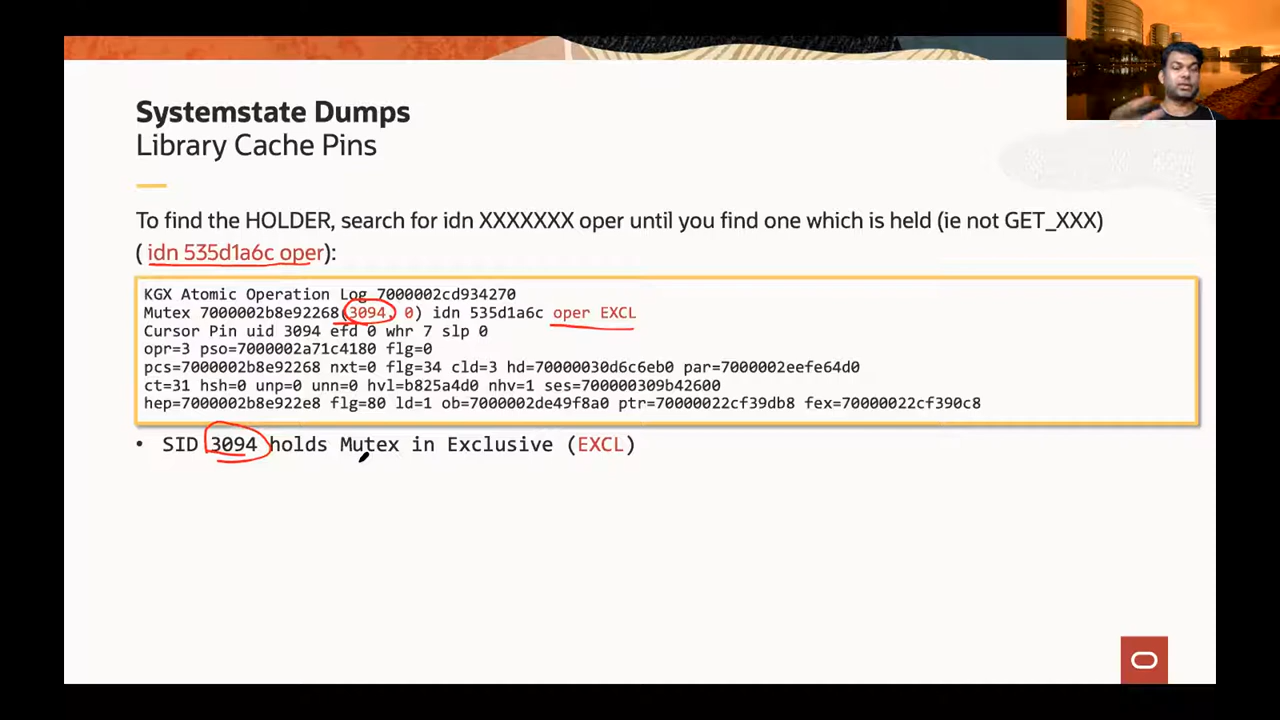 Systemstate Dumps
Library Cache Pins
To find the HOLDER, search for idn XXXXXXX oper until you find one which is held (ie not GET_XXX)
( idn 535d1a6c oper):
KGX Atomic Operation Log 7000002cd934270
Mutex 7000002b8e92268(3094, 0) idn 535d1a6c oper EXCL
Cursor Pin uid 3094 efd 0 whr 7 slp 0
opr=3 pso=7000002a71c4180 flg=0
pcs=7000002b8e92268 nxt=0 flg=34 cld=3 hd=70000030d6c6eb0 par=7000002eefe64d0
ct=31 hsh=0 unp=0 unn=0 hvl=b825a4d0 nhv=1 ses=700000309b42600
hep=7000002b8e922e8 flg=80 ld=1 ob=7000002de49f8a0 ptr=70000022cf39db8 fex=70000022cf390c8
• SID 3094 holds Mutex in Exclusive (EXCL)